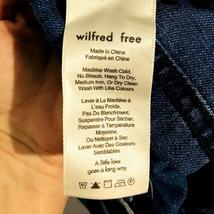 wilfred free
Made in China
Fabriqué en Chine
Machine Wash Cold,
No Bleach, Hang To Dry,
Medium Iron, Or Dry Clean
Wash With Like Colours.
Laver À La Machine À
L'eau Froide,
Pas De Blanchiment,
Suspendre Pour Sécher,
Repasser À Température
Moyenne,
Ou Nettoyer À Sec
Laver Avec Des Couleurs
Semblables
A little love
goes a long way.